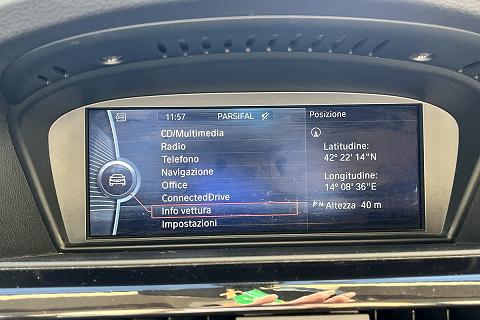 11:57 PARSIFAL
CD/Multimedia
Radio
Telefono
Navigazione
Office
ConnectedDrive
Info vettura
Impostazioni
Posizione
Latitudine:
42° 22' 14"N
Longitudine:
14° 08' 36"E
N Altezza 40 m